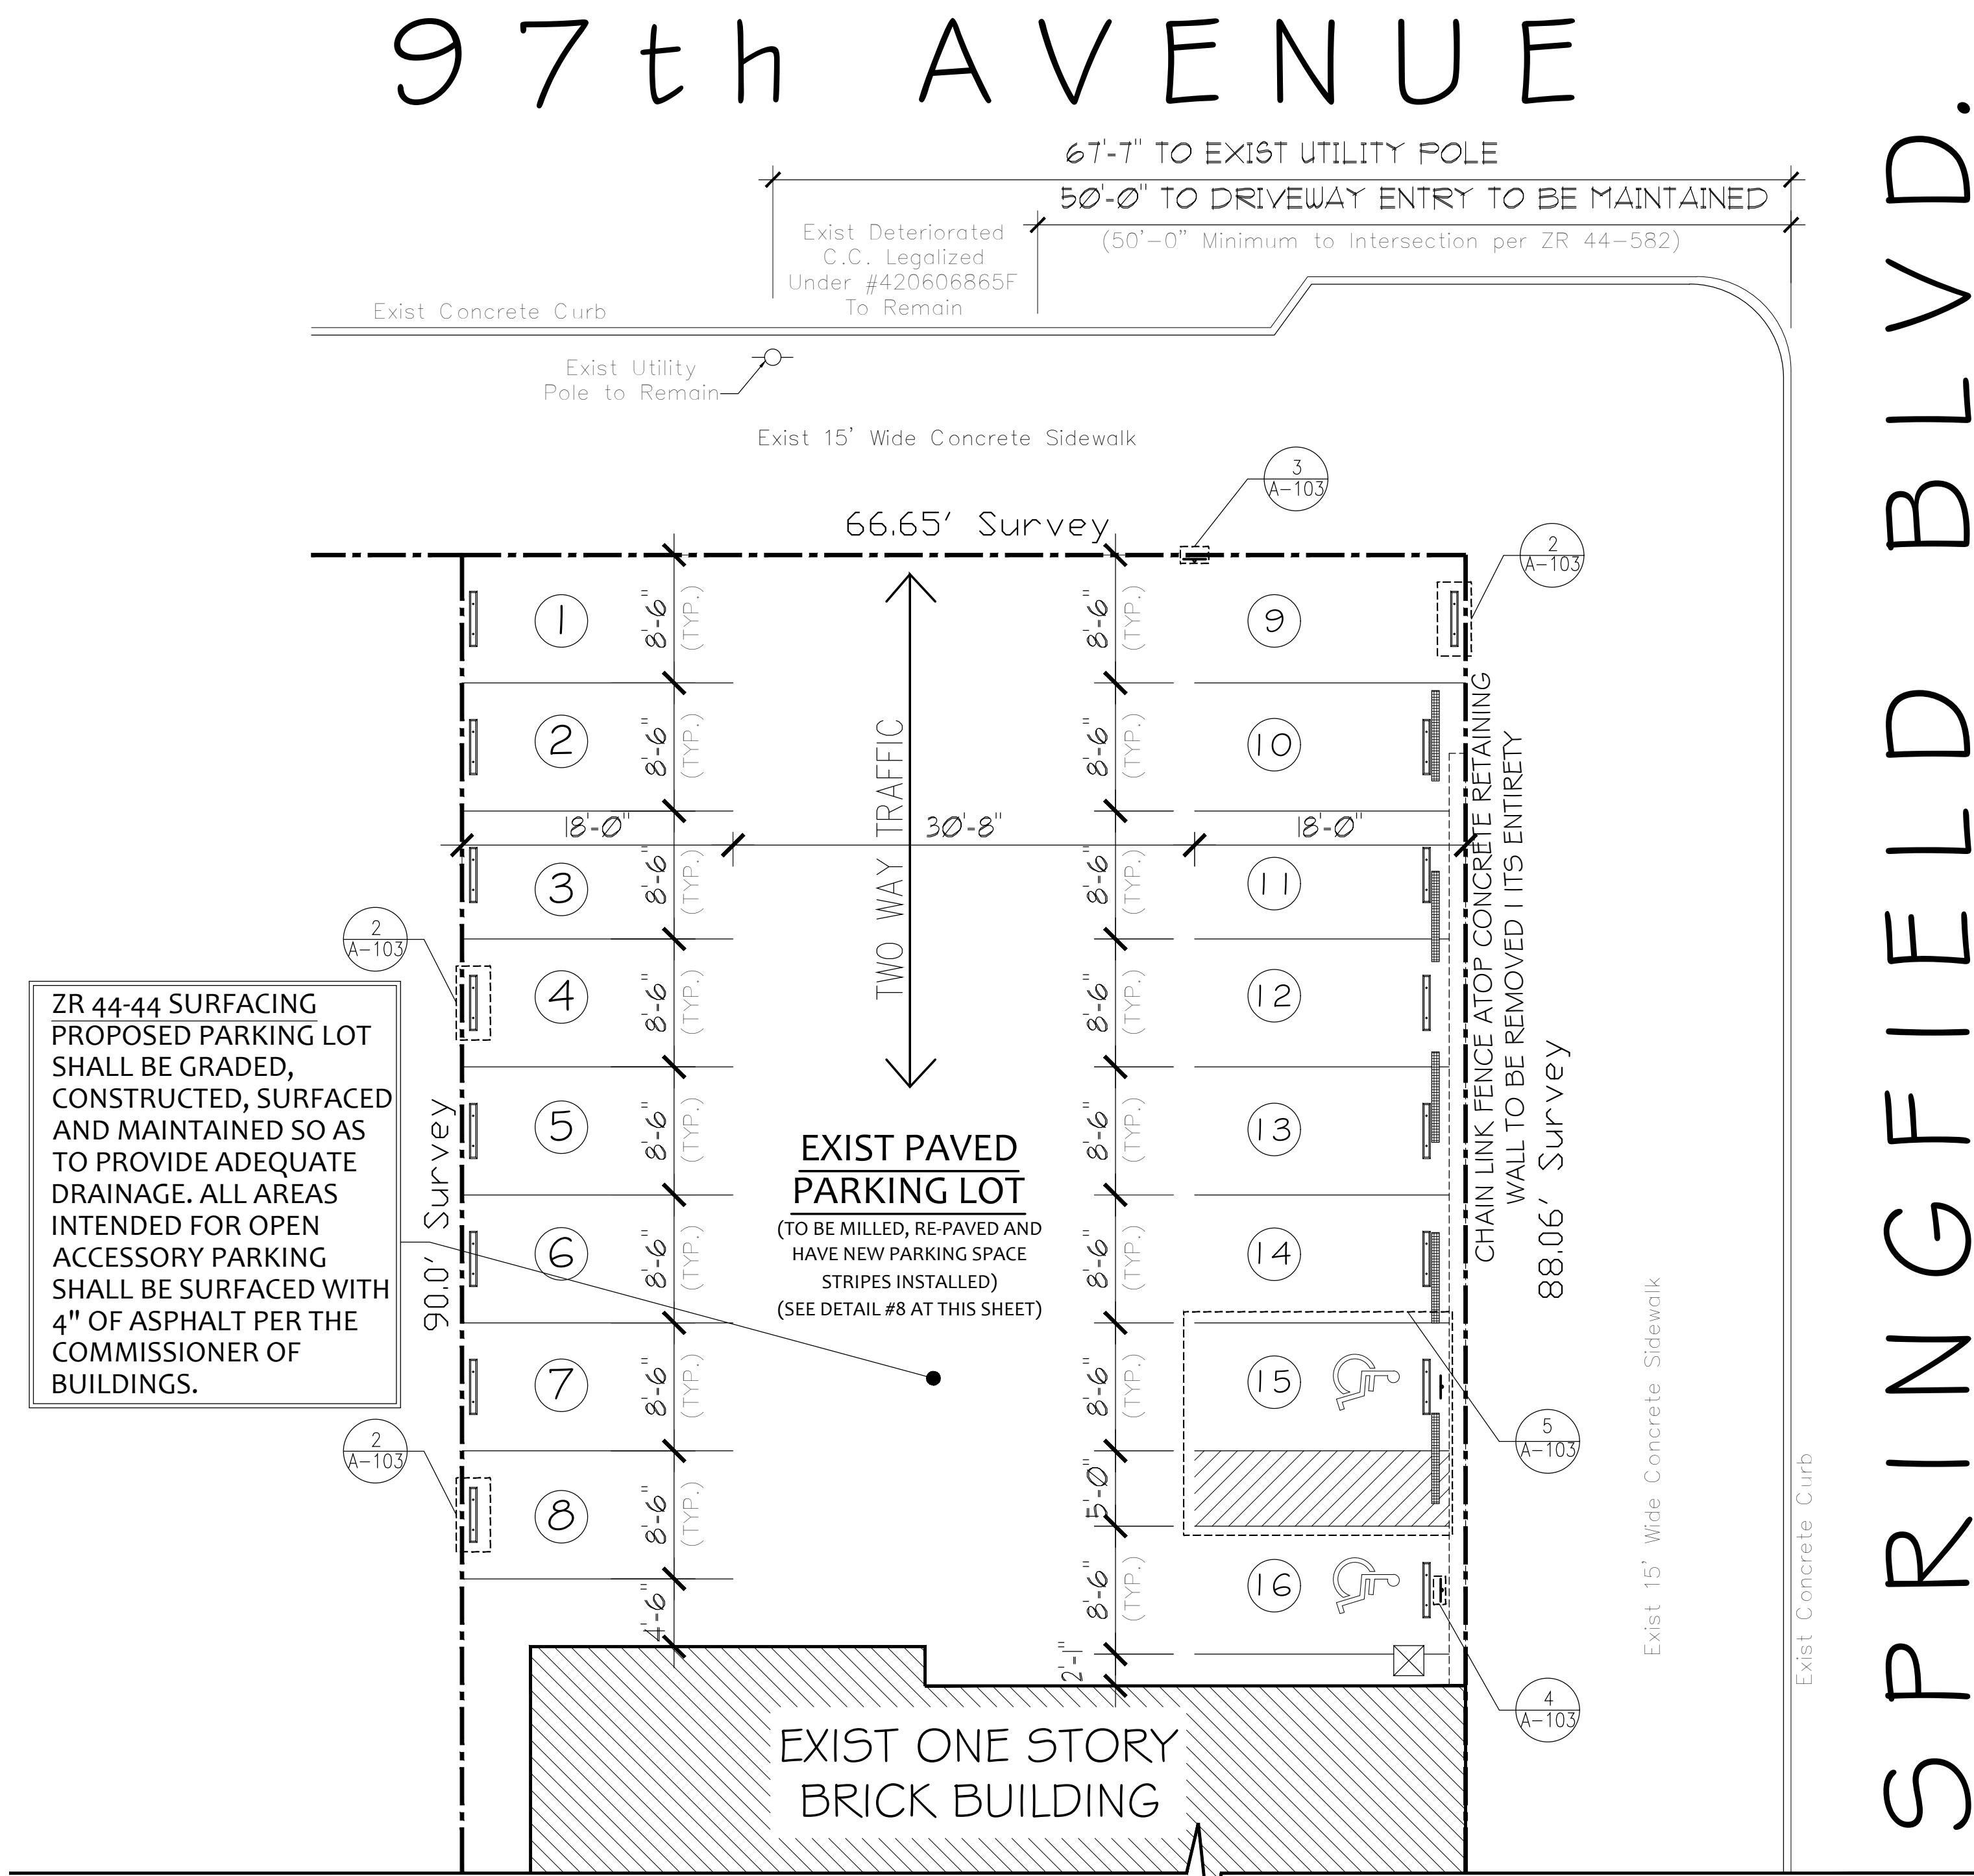 97th AVENUE
67'-7" TO EXIST UTILITY POLE
50'-0" TO DRIVEWAY ENTRY TO BE MAINTAINED
(50'-0" Minimum to Intersection per ZR 44-582)
Exist Deteriorated
C.C. Legalized
Under #420606865F
To Remain
Exist Concrete Curb
Exist Utility
Pole to Remain
Exist 15' Wide Concrete Sidewalk
3
A-103
66.65' Survey
2
A-103
1
8'-6"
(TYP.)
8'-6"
(TYP.)
9
2
8'-6"
(TYP.)
8'-6"
(TYP.)
10
18'-0"
30'-8"
18'-0"
TWO WAY TRAFFIC
3
8'-6"
(TYP.)
8'-6"
(TYP.)
11
2
A-103
4
8'-6"
(TYP.)
8'-6"
(TYP.)
12
CHAIN LINK FENCE ATOP CONCRETE RETAINING
WALL TO BE REMOVED I ITS ENTIRETY
88.06' Survey
ZR 44-44 SURFACING
PROPOSED PARKING LOT
SHALL BE GRADED,
CONSTRUCTED, SURFACED
AND MAINTAINED SO AS
TO PROVIDE ADEQUATE
DRAINAGE. ALL AREAS
INTENDED FOR OPEN
ACCESSORY PARKING
SHALL BE SURFACED WITH
4" OF ASPHALT PER THE
COMMISSIONER OF
BUILDINGS.
90.0' Survey
5
8'-6"
(TYP.)
EXIST PAVED
PARKING LOT
(TO BE MILLED, RE-PAVED AND
HAVE NEW PARKING SPACE
STRIPES INSTALLED)
(SEE DETAIL #8 AT THIS SHEET)
8'-6"
(TYP.)
13
6
8'-6"
(TYP.)
8'-6"
(TYP.)
14
7
8'-6"
(TYP.)
8'-6"
(TYP.)
15
5
A-103
2
A-103
8
8'-6"
(TYP.)
5'-0"
8'-6"
(TYP.)
16
4'-6"
2'-1"
4
A-103
Exist 15' Wide Concrete Sidewalk
Exist Concrete Curb
EXIST ONE STORY
BRICK BUILDING
SPRINGFIELD BLVD.